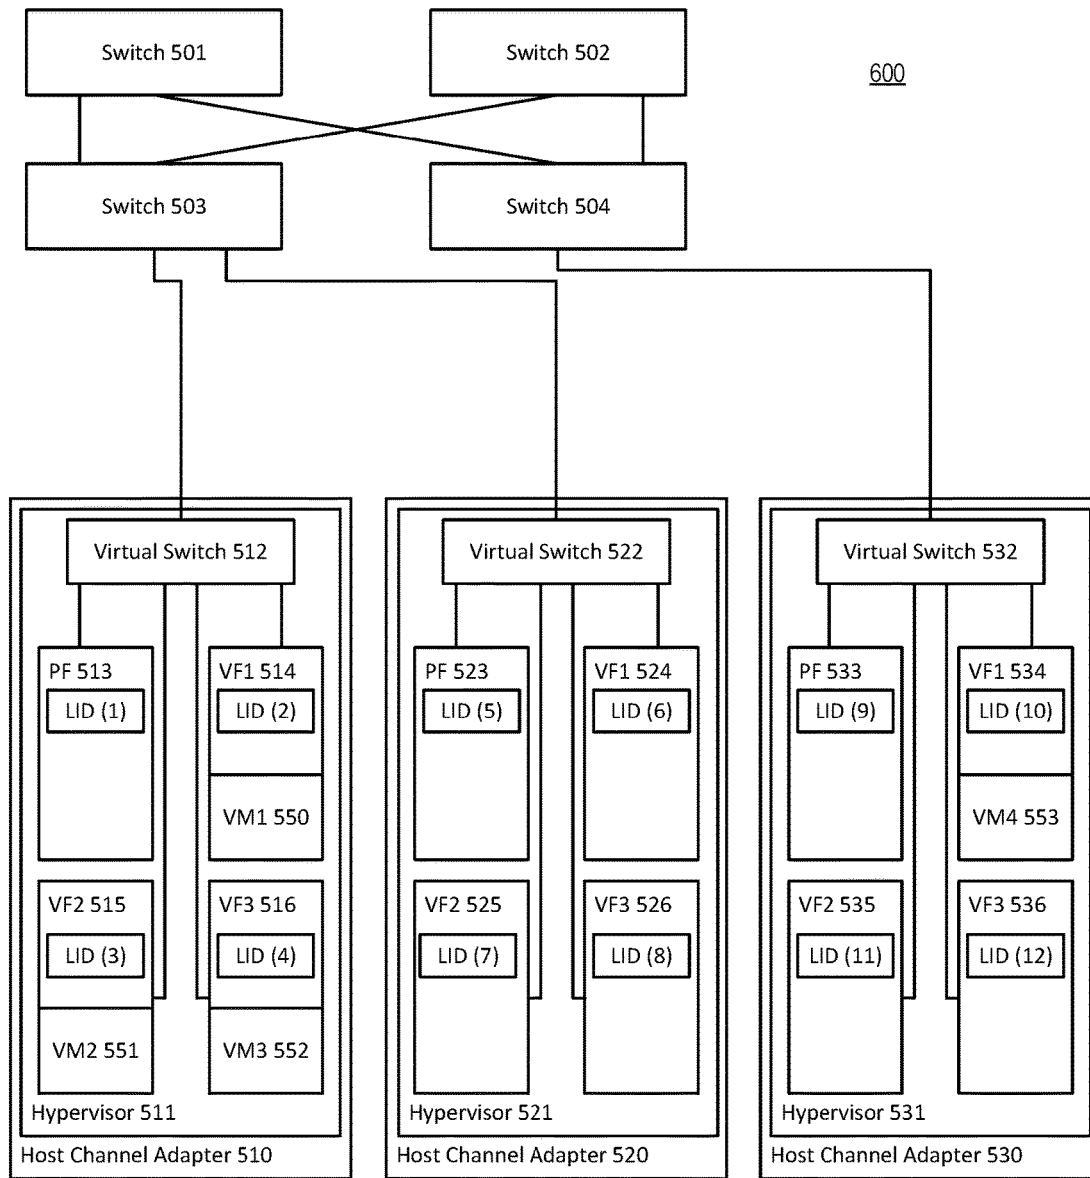 Switch 501
Switch 502
600
Switch 503
Switch 504
Virtual Switch 512
Virtual Switch 522
Virtual Switch 532
PF 513
LID (1)
VF1 514
LID (2)
VM1 550
VF2 515
LID (3)
VM2 551
VF3 516
LID (4)
VM3 552
Hypervisor 511
Host Channel Adapter 510
PF 523
LID (5)
VF1 524
LID (6)
VF2 525
LID (7)
VF3 526
LID (8)
Hypervisor 521
Host Channel Adapter 520
PF 533
LID (9)
VF1 534
LID (10)
VM4 553
VF2 535
LID (11)
VF3 536
LID (12)
Hypervisor 531
Host Channel Adapter 530